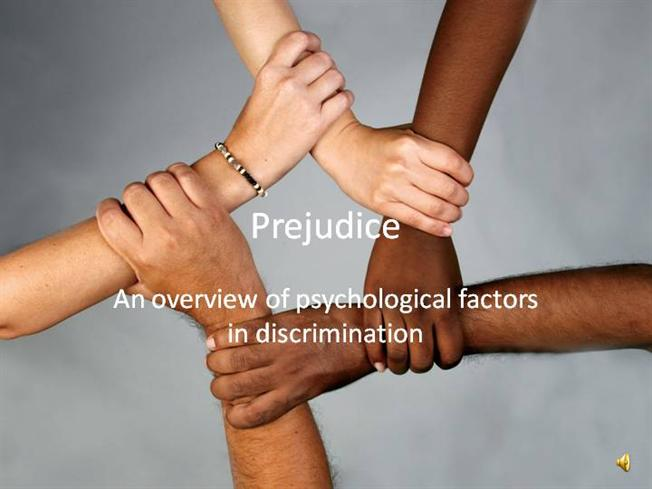 Prejudice
An overview of psychological factors
in discrimination